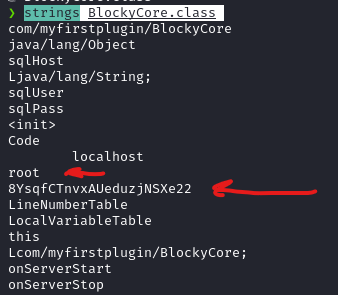 ❯ strings BlockyCore.class
com/myfirstplugin/BlockyCore
java/lang/Object
sqlHost
Ljava/lang/String;
sqlUser
sqlPass
<init>
Code
localhost
root
8YsqfCTnvxAUeduzjNSXe22
LineNumberTable
LocalVariableTable
this
Lcom/myfirstplugin/BlockyCore;
onServerStart
onServerStop